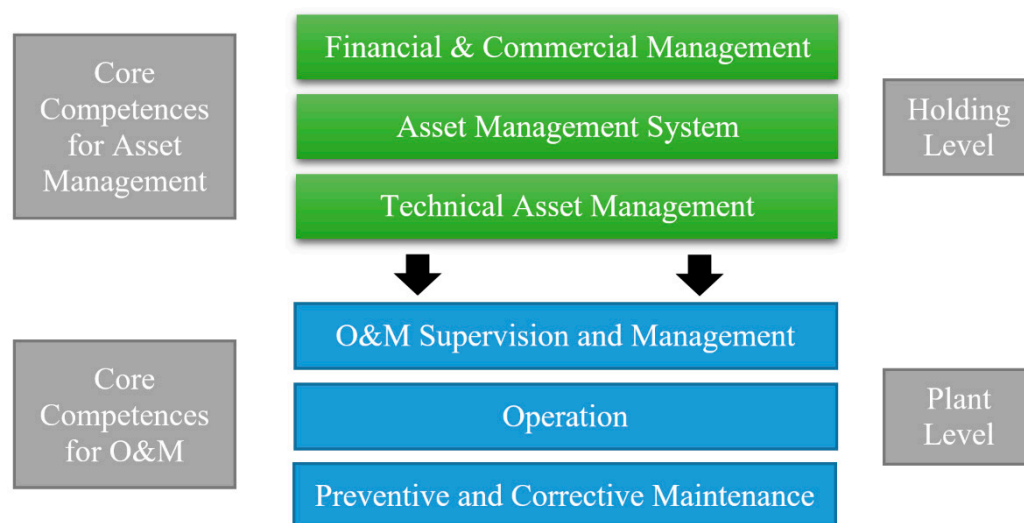 Core
Competences
for Asset
Management
Financial & Commercial Management
Asset Management System
Technical Asset Management
Holding
Level
Core
Competences
for O&M
O&M Supervision and Management
Operation
Preventive and Corrective Maintenance
Plant
Level